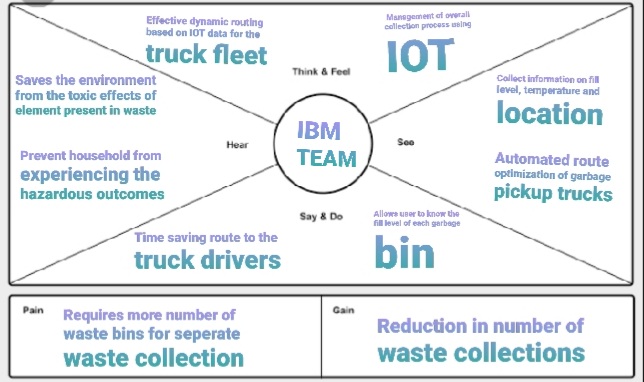 Effective dynamic routing
based on IOT data for the
truck fleet
Management of overall
collection process using
IOT
Think & Feel
Saves the environment
from the toxic effects of
element present in waste
Collect information on fill
level, temperature and
location
Hear
IBM
TEAM
See
Prevent household from
experiencing the
hazardous outcomes
Automated route
optimization of garbage
pickup trucks
Say & Do
Time saving route to the
truck drivers
Allows user to know the
fill level of each garbage
bin
Pain
Requires more number of
waste bins for seperate
waste collection
Gain
Reduction in number of
waste collections